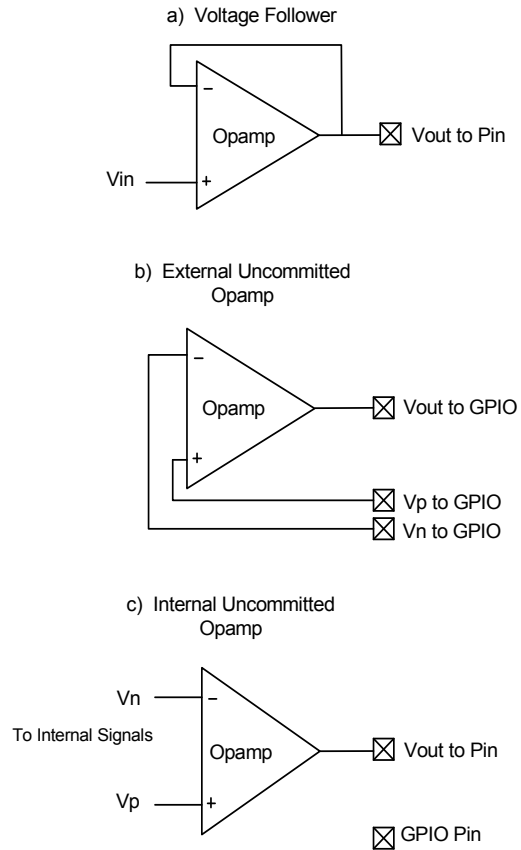 a) Voltage Follower
−
Opamp
Vout to Pin
Vin
+
b) External Uncommitted
Opamp
−
Opamp
Vout to GPIO
+
Vp to GPIO
Vn to GPIO
c) Internal Uncommitted
Opamp
Vn
−
To Internal Signals
Opamp
Vout to Pin
Vp
+
GPIO Pin